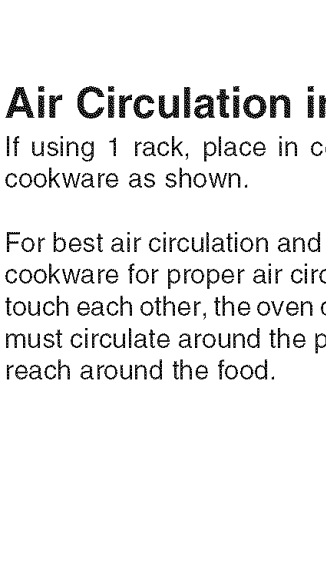 Air Circulation in
If using 1 rack, place in
cookware as shown.
For best air circulation and
cookware for proper air
touch each other, the oven
must circulate around the
reach around the food.